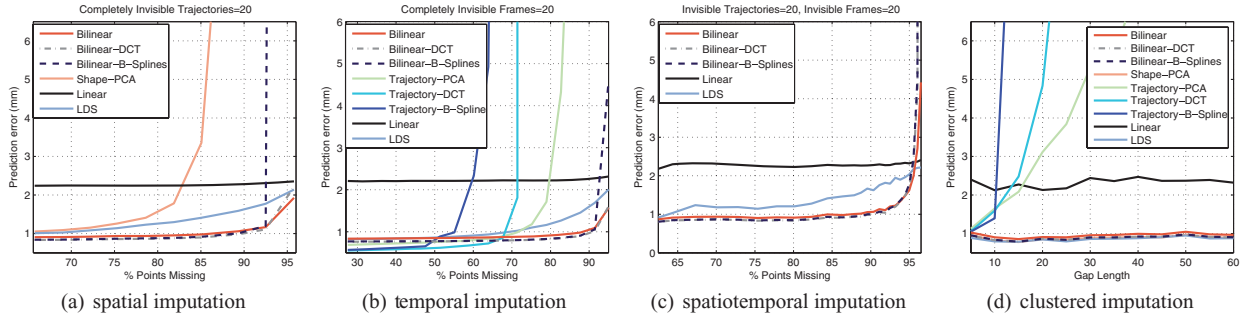 Completely Invisible Trajectories=20
Prediction error (mm)
6
5
4
3
2
1
Bilinear
Bilinear−DCT
Bilinear−B−Splines
Shape−PCA
Linear
LDS
70 75 80 85 90 95
% Points Missing
(a) spatial imputation
Completely Invisible Frames=20
Prediction error (mm)
6
5
4
3
2
1
Bilinear
Bilinear−DCT
Bilinear−B−Splines
Trajectory−PCA
Trajectory−DCT
Trajectory−B−Spline
Linear
LDS
30 40 50 60 70 80 90
% Points Missing
(b) temporal imputation
Invisible Trajectories=20, Invisible Frames=20
Prediction error (mm)
6
5
4
3
2
1
0
Bilinear
Bilinear−DCT
Bilinear−B−Splines
Linear
LDS
65 70 75 80 85 90 95
% Points Missing
(c) spatiotemporal imputation
Prediction error (mm)
6
5
4
3
2
1
Bilinear
Bilinear−DCT
Bilinear−B−Splines
Shape−PCA
Trajectory−PCA
Trajectory−DCT
Trajectory−B−Spline
Linear
LDS
10 20 30 40 50 60
Gap Length
(d) clustered imputation